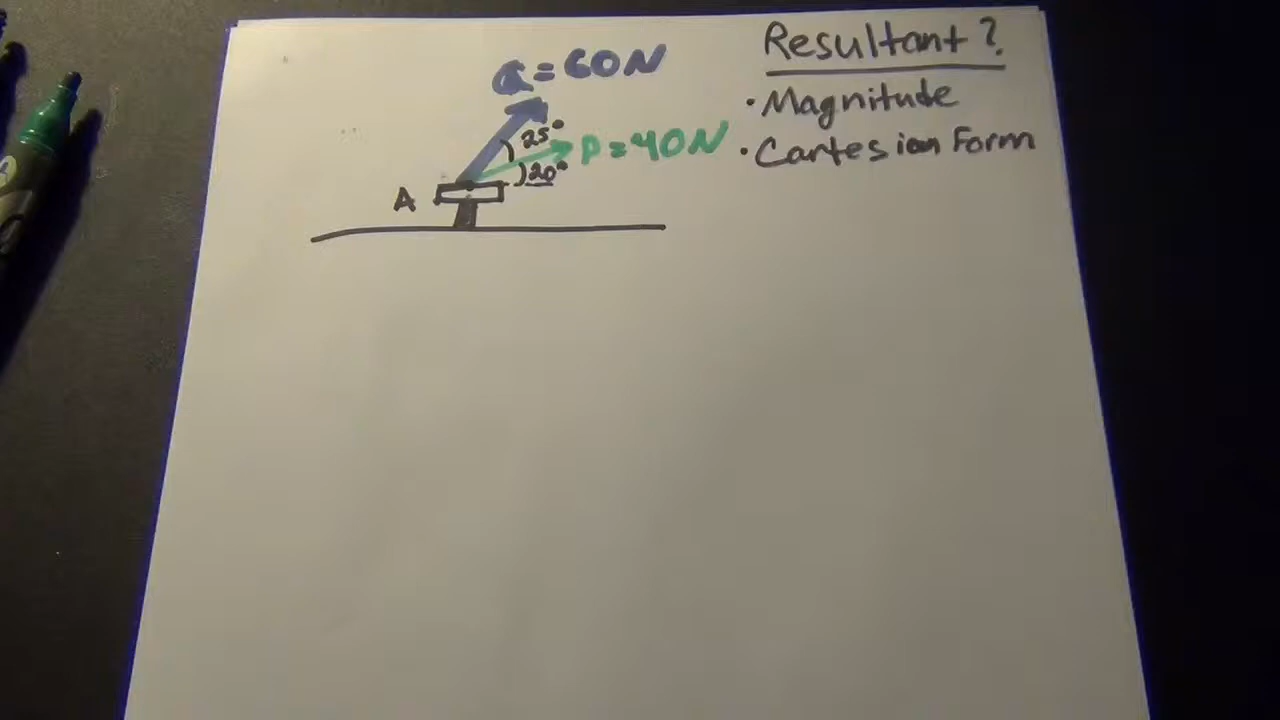 Resultant?
Q = 60N
• Magnitude
25°
P = 40N
• Cartesian Form
20°
A